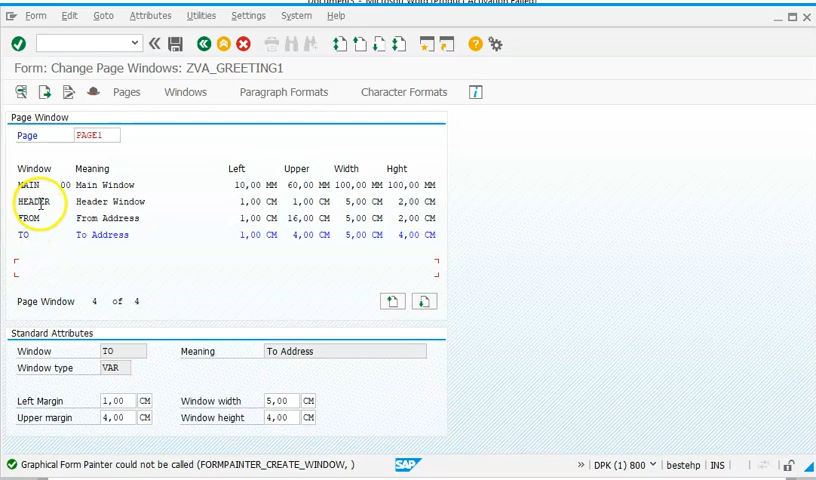 Form Edit Goto Attributes Utilities Settings System Help
Form: Change Page Windows: ZVA_GREETING1
Pages Windows Paragraph Formats Character Formats
Page Window
Page PAGE1
Window Meaning Left Upper Width Hght
MAIN 00 Main Window 10,00 MM 60,00 MM 100,00 MM 100,00 MM
HEADER Header Window 1,00 CM 1,00 CM 5,00 CM 2,00 CM
FROM From Address 1,00 CM 16,00 CM 5,00 CM 4,00 CM
TO To Address 1,00 CM 4,00 CM 5,00 CM 4,00 CM
Page Window 4 of 4
Standard Attributes
Window TO Meaning To Address
Window type VAR
Left Margin 1,00 CM Window width 5,00 CM
Upper margin 4,00 CM Window height 4,00 CM
Graphical Form Painter could not be called (FORMPAINTER_CREATE_WINDOW, ) SAP DPK (1) 800 bestehp INS